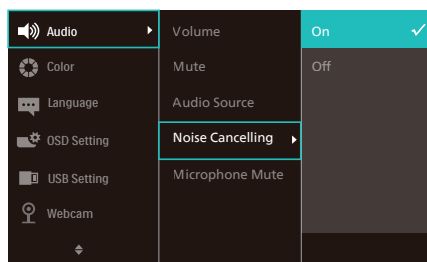 Audio
Color
Language
OSD Setting
USB Setting
Webcam
Volume
Mute
Audio Source
Noise Cancelling
Microphone Mute
On
Off